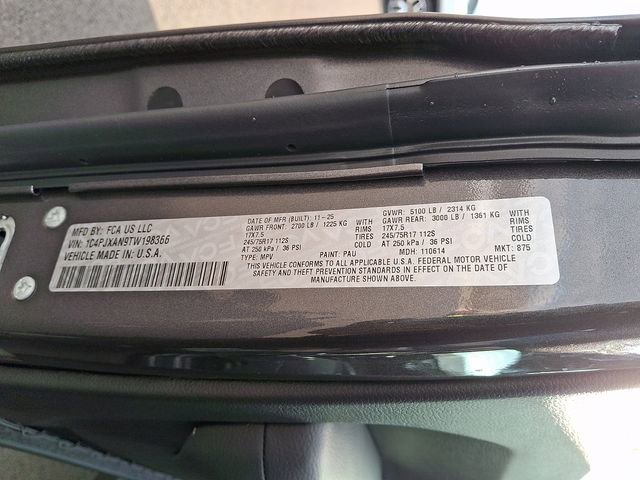 MFD BY: FCA US LLC
VIN: 1C4PJXAN9TW198366
VEHICLE MADE IN: U.S.A.
DATE OF MFR (BUILT): 11-25
GAWR FRONT: 2700 LB / 1225 KG WITH
17X7.5 RIMS
245/75R17 112S TIRES
AT 250 kPa / 36 PSI COLD
TYPE: MPV PAINT: PAU MDH: 110614 MKT: 875
GVWR: 5100 LB / 2314 KG
GAWR REAR: 3000 LB / 1361 KG WITH
17X7.5 RIMS
245/75R17 112S TIRES
AT 250 kPa / 36 PSI COLD
THIS VEHICLE CONFORMS TO ALL APPLICABLE U.S.A. FEDERAL MOTOR VEHICLE
SAFETY AND THEFT PREVENTION STANDARDS IN EFFECT ON THE DATE OF
MANUFACTURE SHOWN ABOVE.